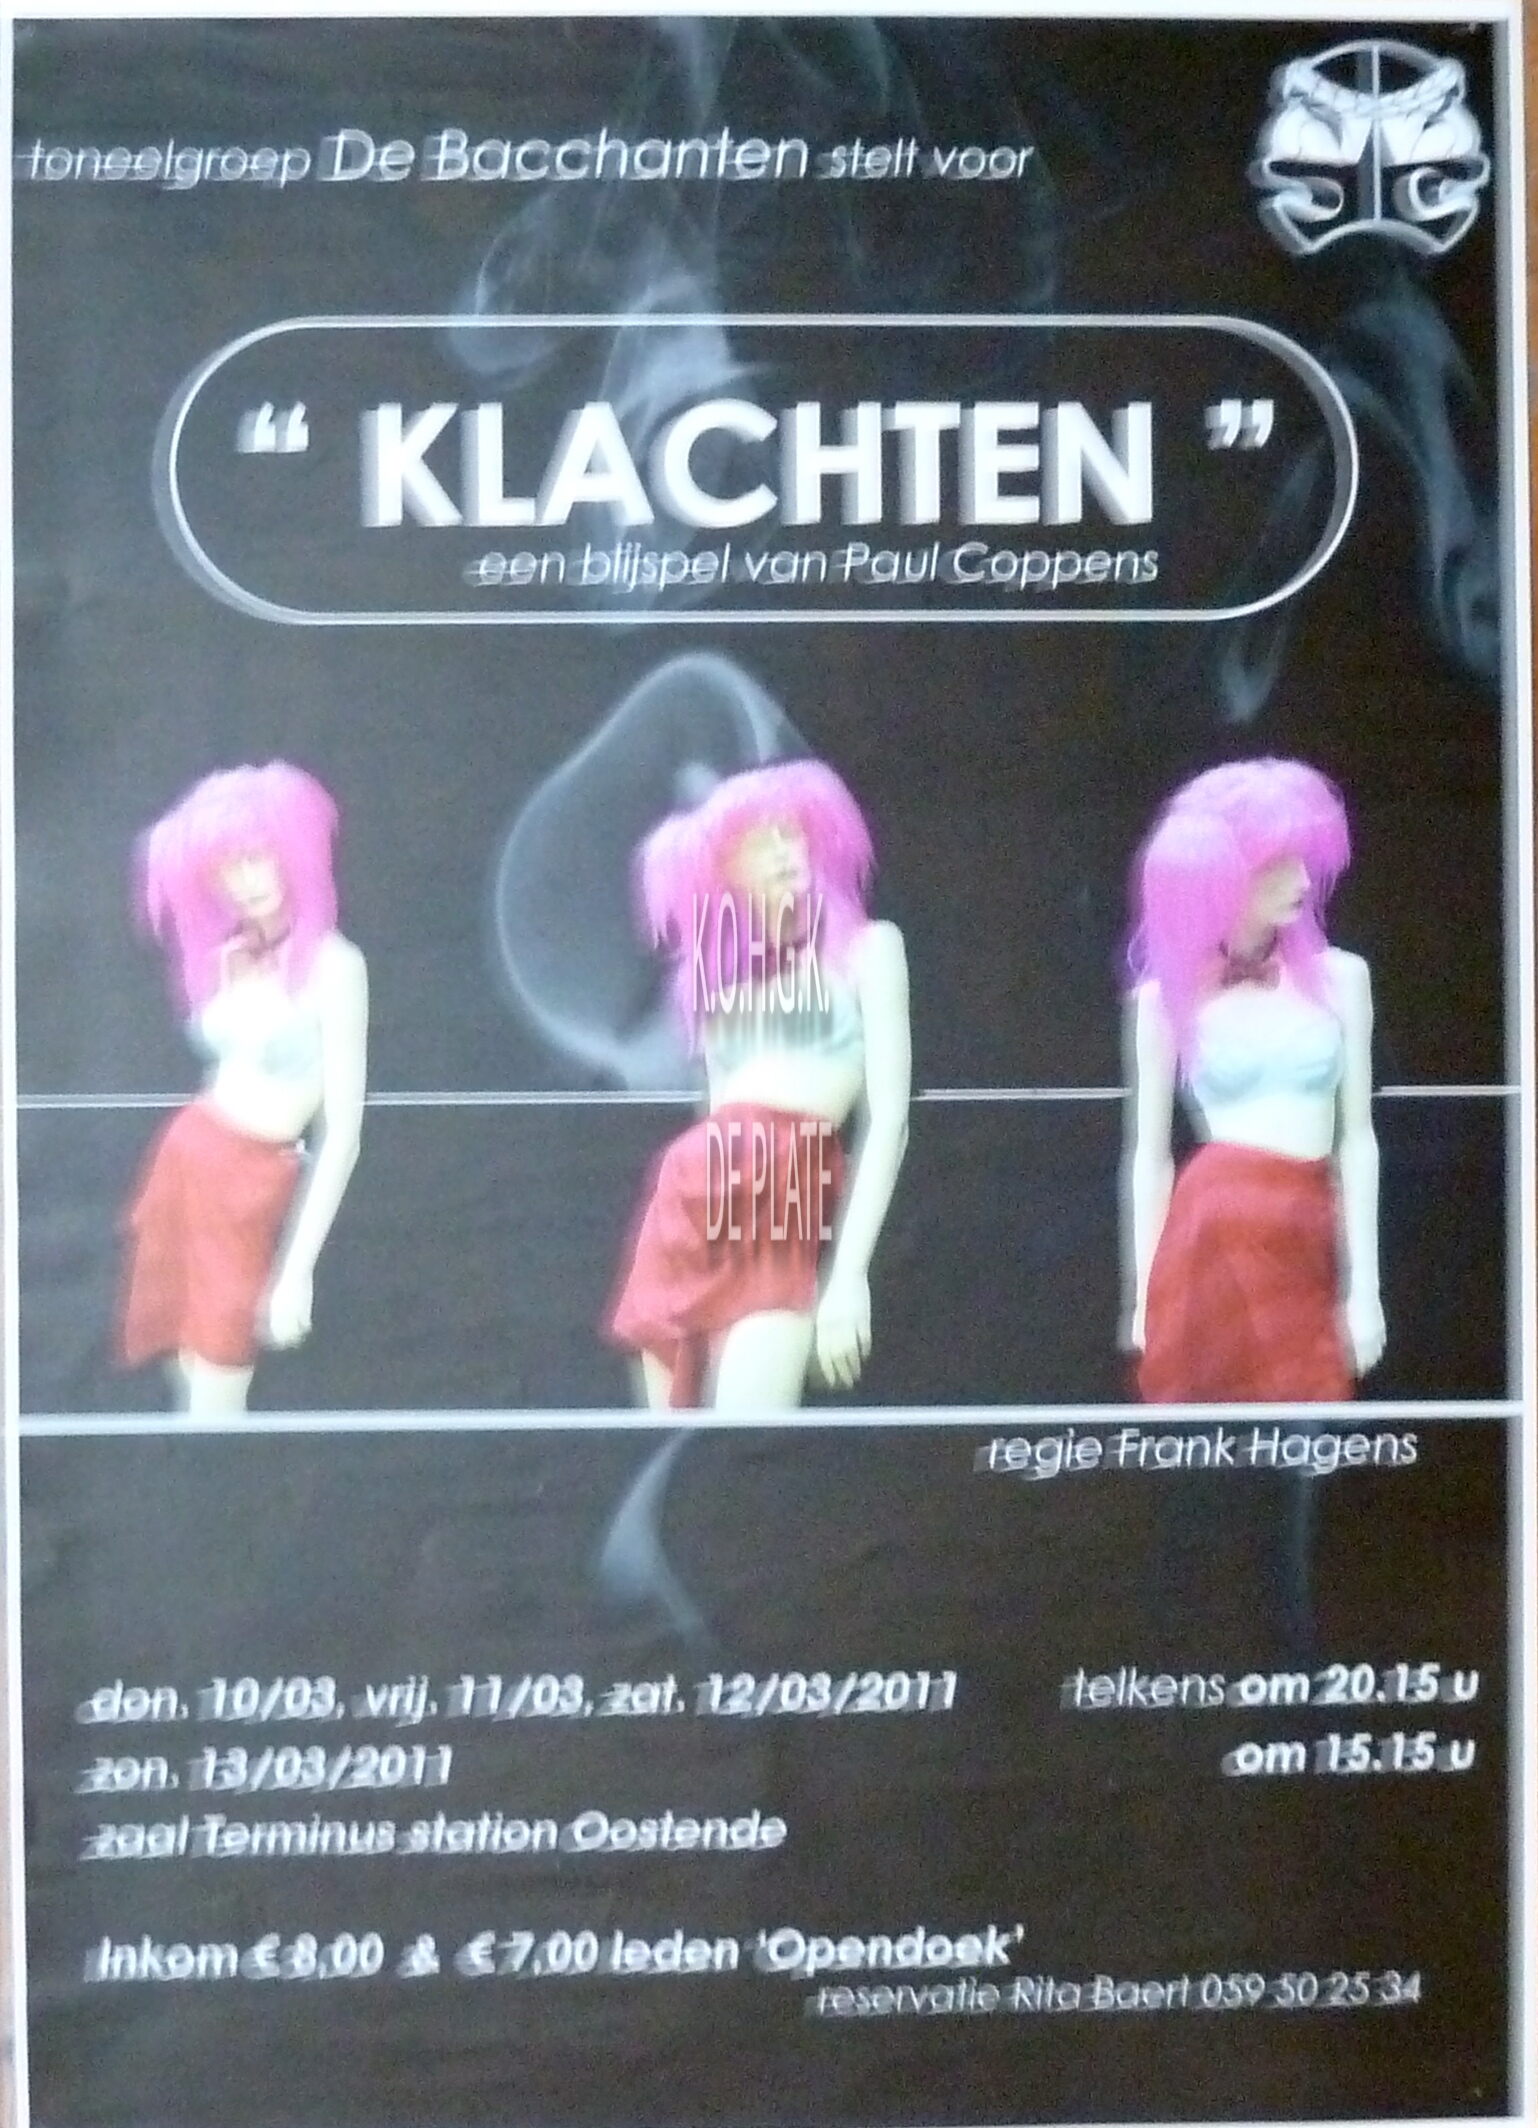 toneelgroep De Bacchanten stelt voor
“ KLACHTEN ”
een blijspel van Paul Coppens
K.O.H.G.K.
DE PLATE
regie Frank Hagens
don. 10/03, vrij. 11/03, zat. 12/03/2011 telkens om 20.15 u
zon. 13/03/2011 om 15.15 u
zaal Terminus station Oostende
Inkom € 8,00 & € 7,00 leden ‘Opendoek’
reservatie Rita Baert 059 50 25 34